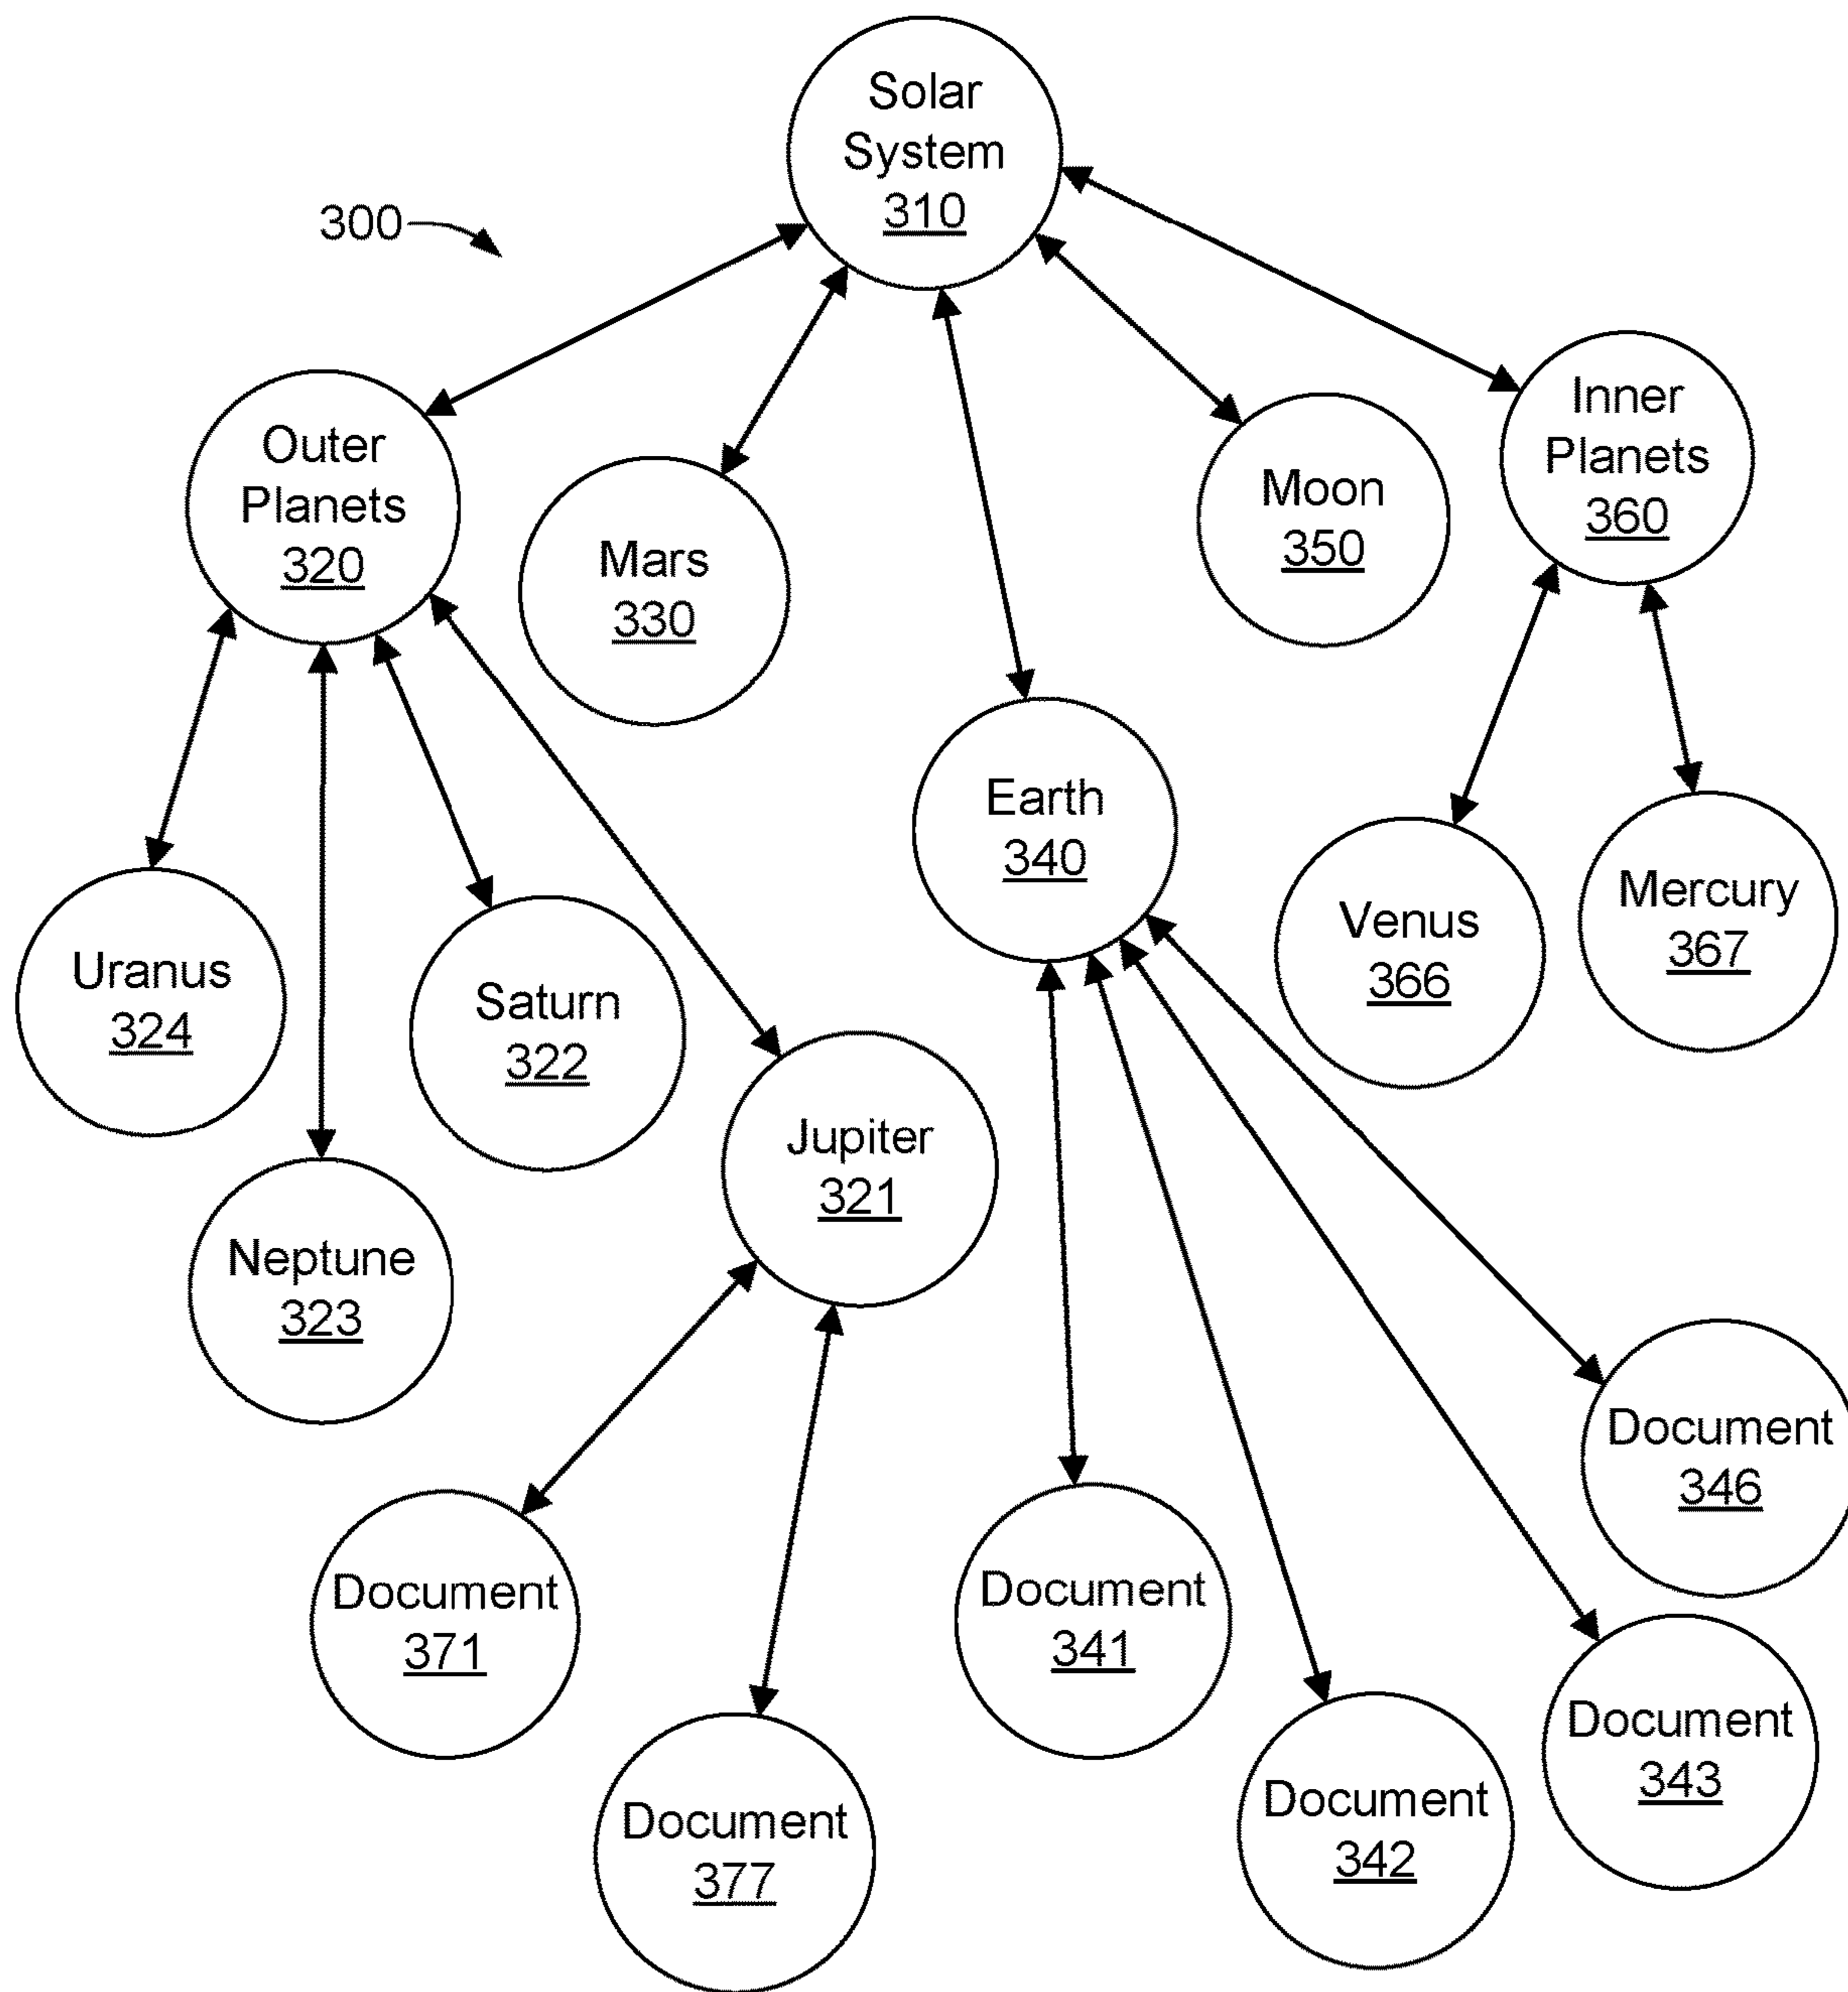 Solar
System
310
300
Outer
Planets
320
Mars
330
Moon
350
Inner
Planets
360
Earth
340
Uranus
324
Saturn
322
Venus
366
Mercury
367
Jupiter
321
Neptune
323
Document
346
Document
371
Document
341
Document
343
Document
377
Document
342